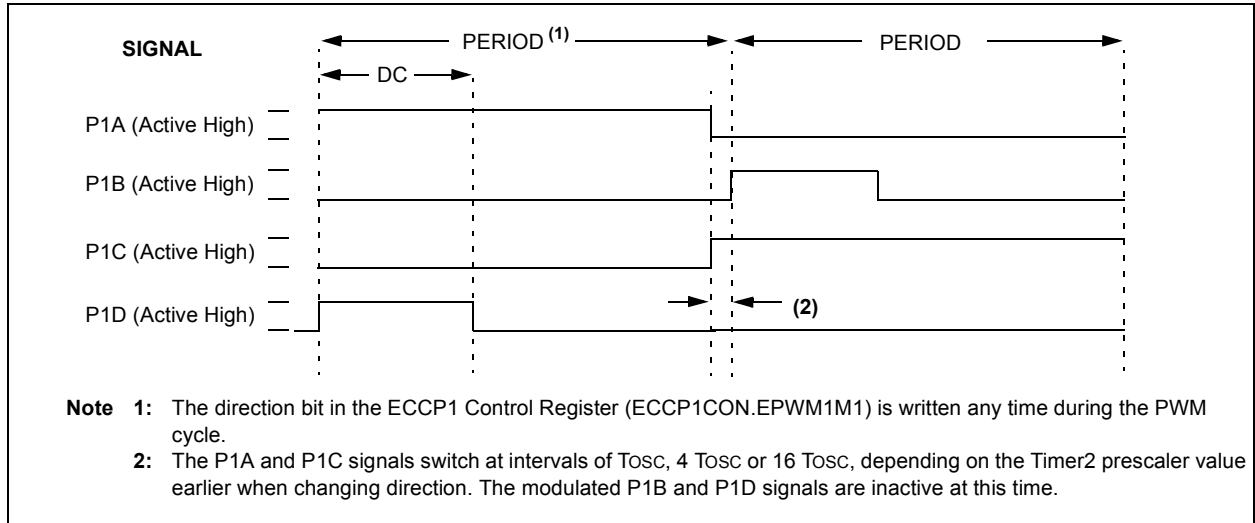 SIGNAL
PERIOD(1)
PERIOD
DC
P1A (Active High)
P1B (Active High)
P1C (Active High)
P1D (Active High)
(2)
Note 1: The direction bit in the ECCP1 Control Register (ECCP1CON.EPWM1M1) is written any time during the PWM
cycle.
2: The P1A and P1C signals switch at intervals of TOSC, 4 TOSC or 16 TOSC, depending on the Timer2 prescaler value
earlier when changing direction. The modulated P1B and P1D signals are inactive at this time.